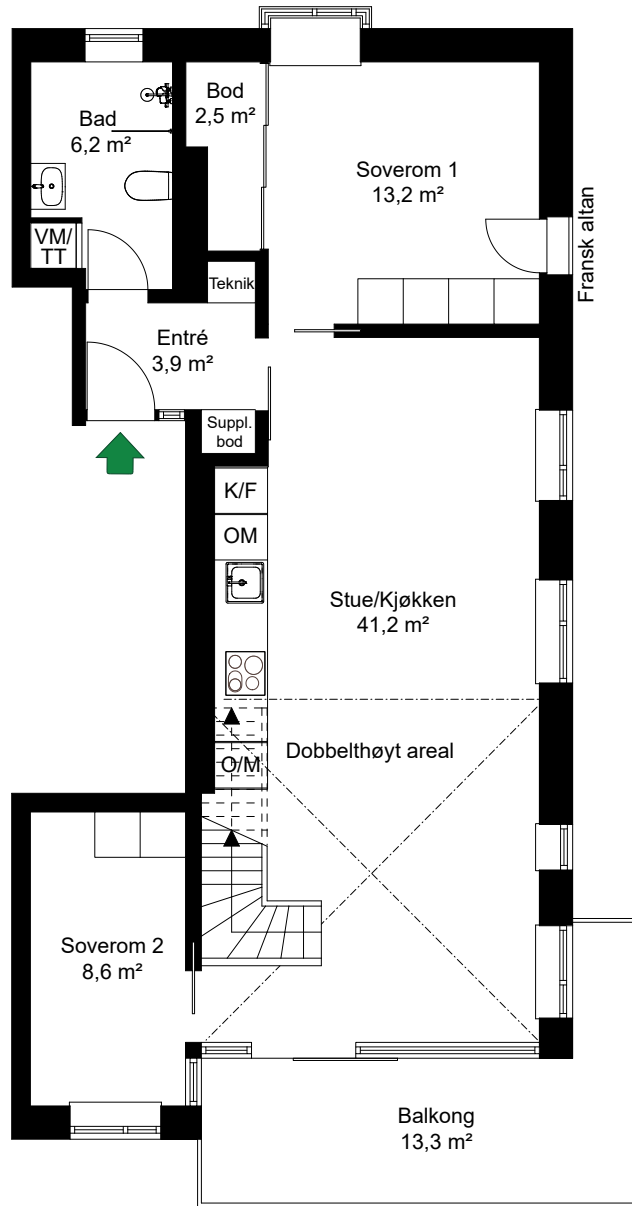 Bad
6,2 m²
Bod
2,5 m²
Soverom 1
13,2 m²
Fransk altan
VM/
TT
Teknik
Entré
3,9 m²
Suppl.
bod
K/F
OM
Stue/Kjøkken
41,2 m²
Dobbelthøyt areal
O/M
Soverom 2
8,6 m²
Balkong
13,3 m²